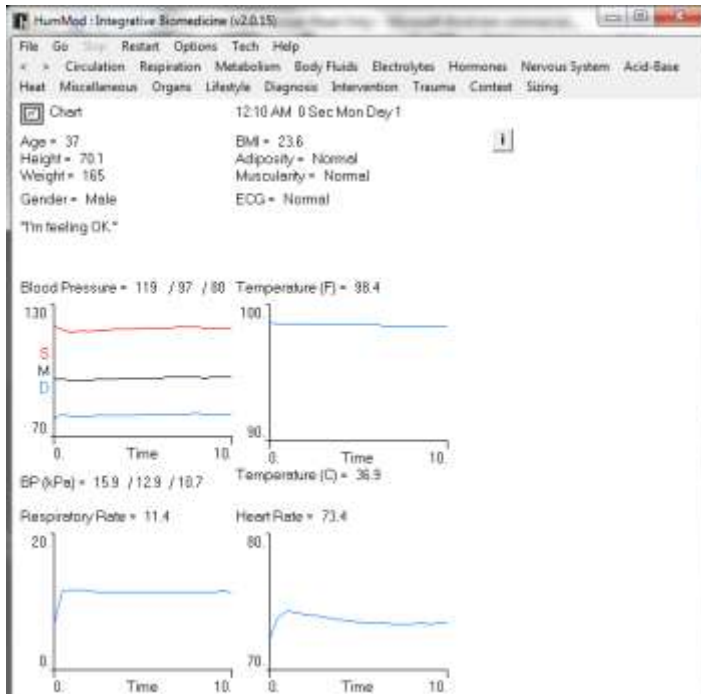 HumMod : Integrative Biomedicine (v2.0.15)
File Go Stop Restart Options Tech Help
< > Circulation Respiration Metabolism Body Fluids Electrolytes Hormones Nervous System Acid-Base
Heat Miscellaneous Organs Lifestyle Diagnosis Intervention Trauma Context Sizing
Chart 12:10 AM 0 Sec Mon Day 1
Age = 37 BMI = 23.6
Height = 70.1 Adiposity = Normal
Weight = 165 Muscularity = Normal
Gender = Male ECG = Normal
"I'm feeling OK."
Blood Pressure = 119 / 97 / 80 Temperature (F) = 98.4
130. 100.
S
M
D
70. 90.
0. Time 10. 0. Time 10.
BP (kPa) = 15.9 / 12.9 / 10.7 Temperature (C) = 36.9
Respiratory Rate = 11.4 Heart Rate = 73.4
20. 80.
0. 70.
0. Time 10. 0. Time 10.